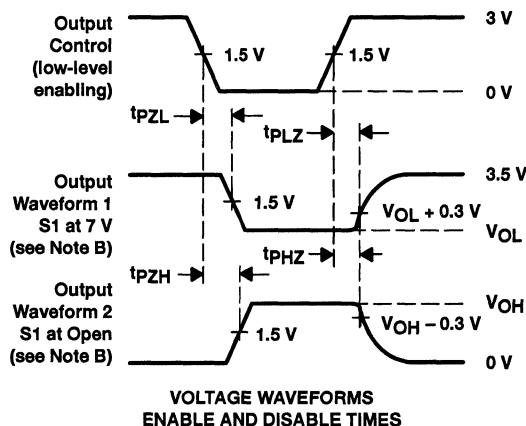 Output
Control
(low-level
enabling)
1.5 V
1.5 V
3 V
0 V
tPZL
tPLZ
Output
Waveform 1
S1 at 7 V
(see Note B)
1.5 V
3.5 V
VOL + 0.3 V
VOL
tPHZ
tPZH
Output
Waveform 2
S1 at Open
(see Note B)
1.5 V
VOH
VOH – 0.3 V
0 V
VOLTAGE WAVEFORMS
ENABLE AND DISABLE TIMES